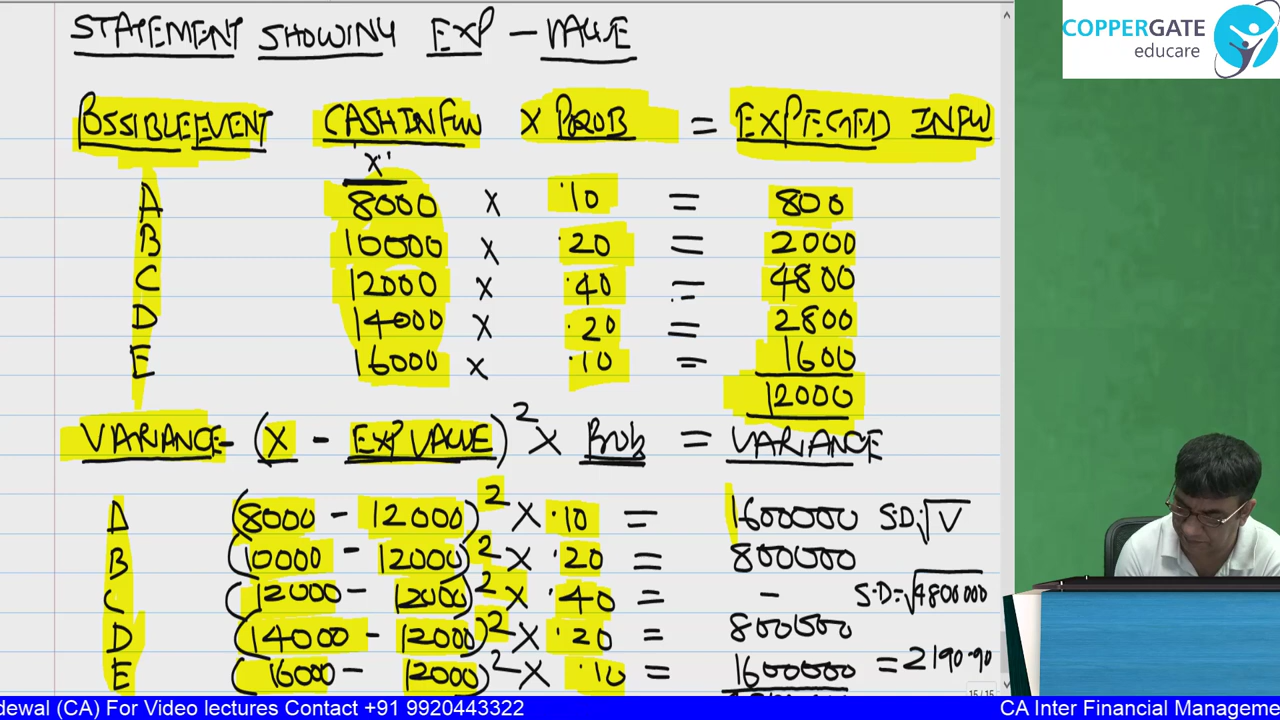 STATEMENT SHOWING EXP - VALUE
COPPERGATE
educare
POSSIBLE EVENT CASH INFLOW X PROB = EXPECTED INFLOW
'X'
A 8000 X .10 = 800
B 10000 X .20 = 2000
C 12000 X .40 = 4800
D 14000 X .20 = 2800
E 16000 X .10 = 1600
12000
VARIANCE - (X - EXP VALUE)² X Prob = VARIANCE
A (8000 - 12000)² X .10 = 1600000 S.D √V
B (10000 - 12000)² X .20 = 800000
C (12000 - 12000)² X .40 = - S.D = √4800000
D (14000 - 12000)² X .20 = 800000
E (16000 - 12000)² X .10 = 1600000 = 2190.90
15 / 15
dewal (CA) For Video lectures Contact +91 9920443322 CA Inter Financial Manageme